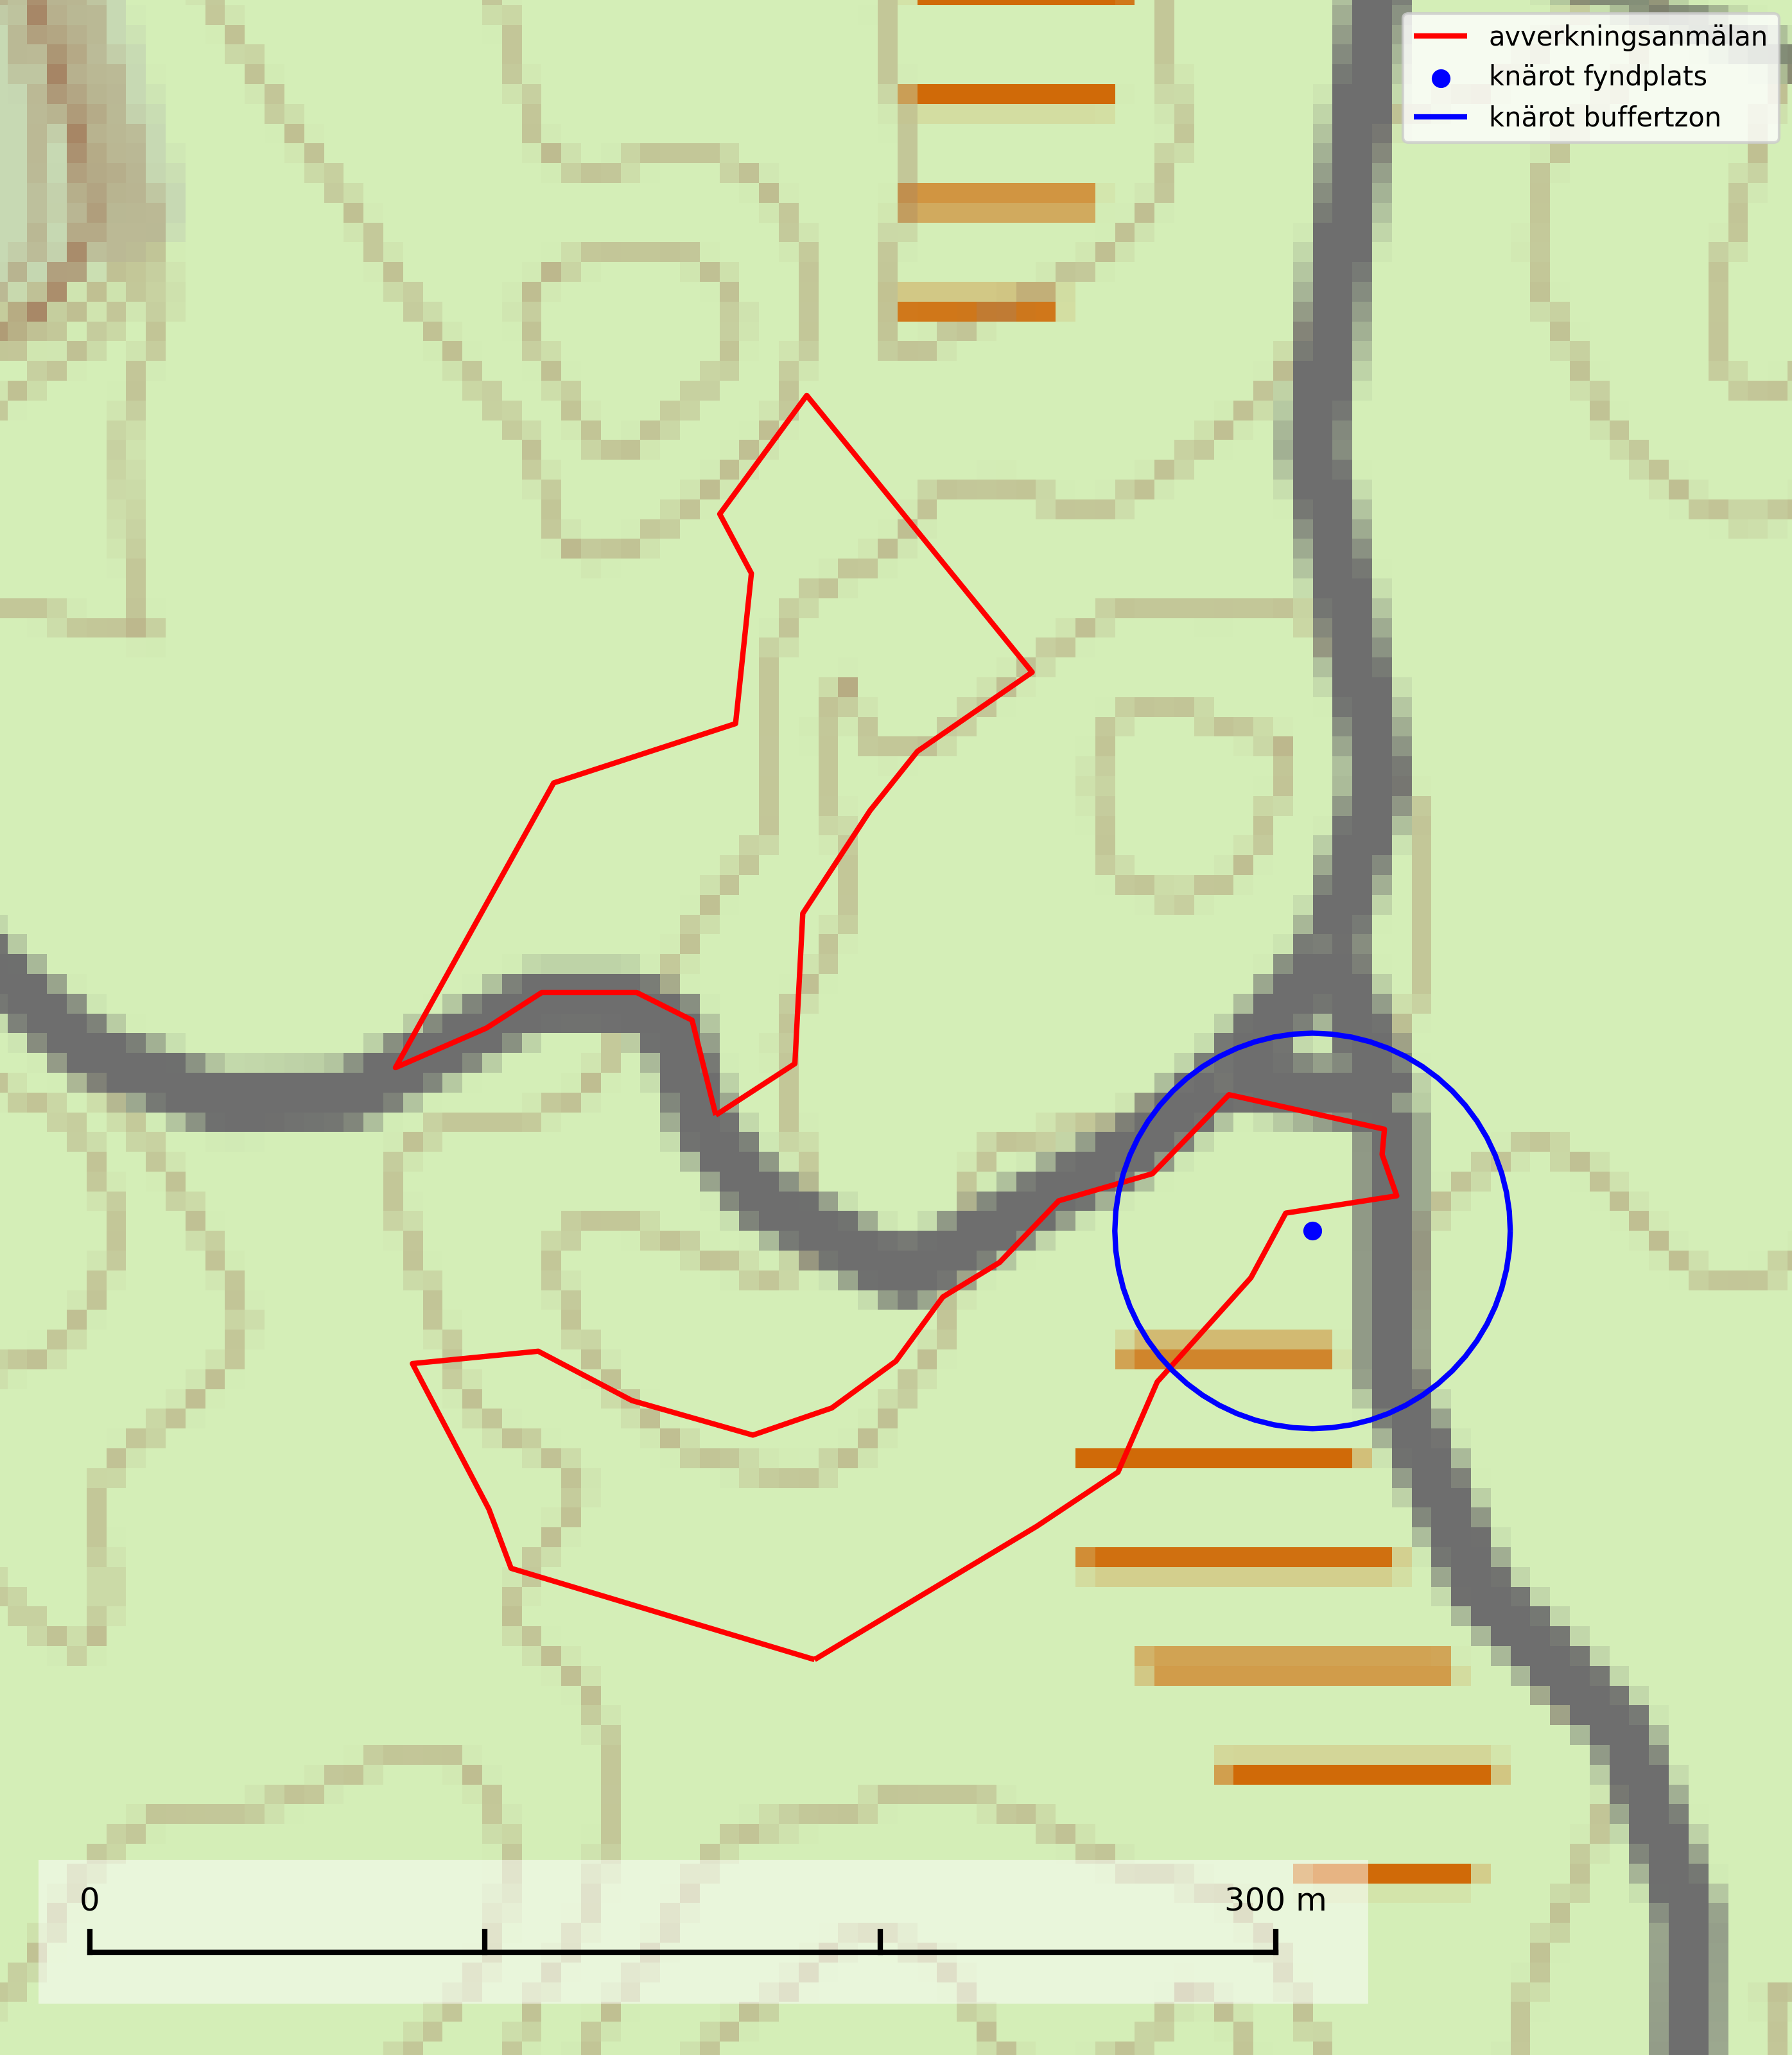 avverkningsanmälan
knärot fyndplats
knärot buffertzon
0
300 m